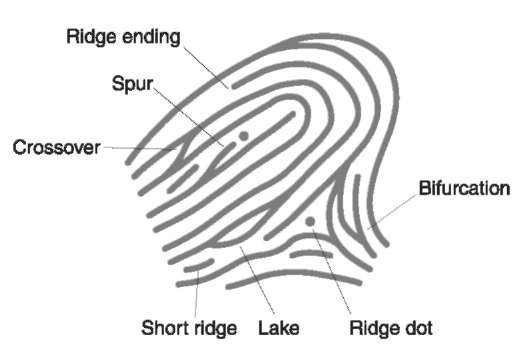 Ridge ending
Spur
Crossover
Bifurcation
Short ridge
Lake
Ridge dot